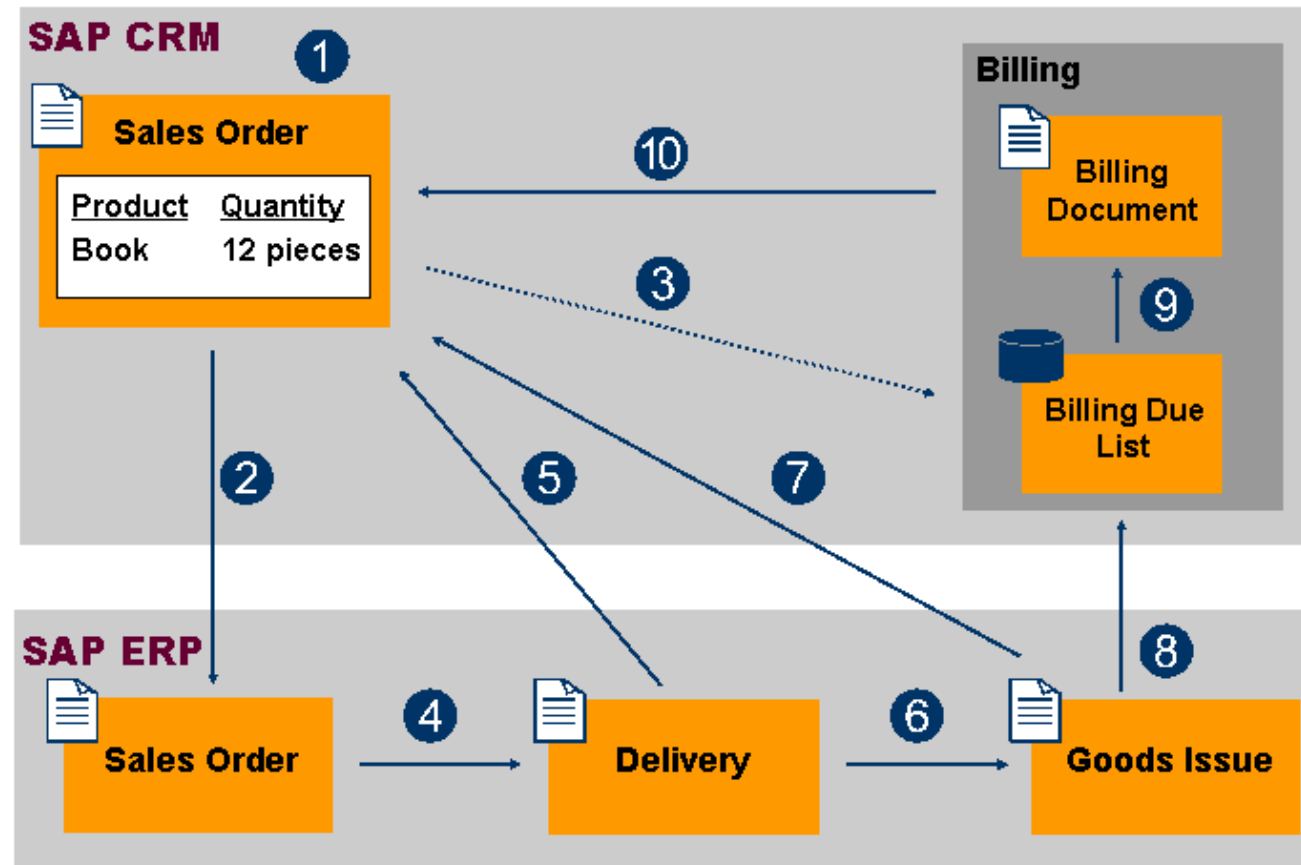 SAP CRM
1
Sales Order
Product Quantity
Book 12 pieces
10
3
2
5
7
Billing
Billing
Document
9
Billing Due
List
SAP ERP
8
Sales Order
4
Delivery
6
Goods Issue